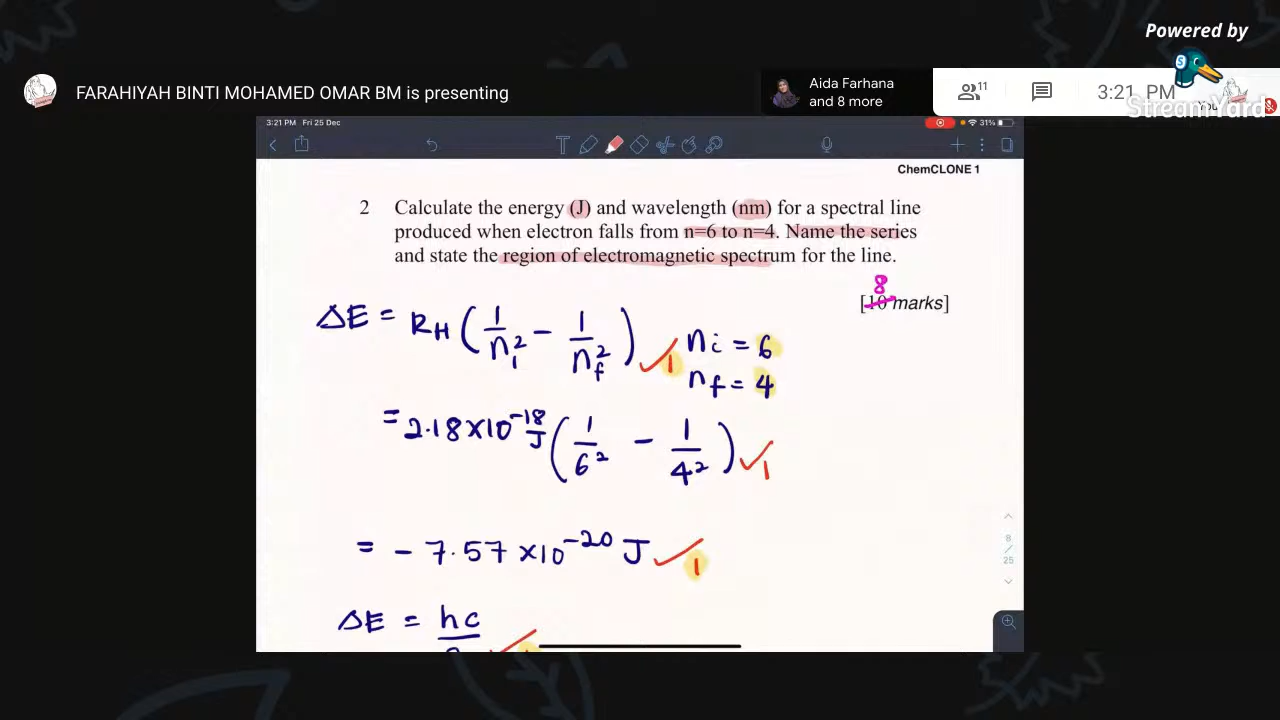 Powered by
StreamYard
FARAHIYAH BINTI MOHAMED OMAR BM is presenting
Aida Farhana
and 8 more
11
3:21 PM
You
3:21 PM Fri 25 Dec
31%
ChemCLONE 1
2 Calculate the energy (J) and wavelength (nm) for a spectral line
produced when electron falls from n=6 to n=4. Name the series
and state the region of electromagnetic spectrum for the line.
8
[10 marks]
ΔE = RH (1/n1² − 1/nf²) ✓1
ni = 6
nf = 4
= 2.18×10⁻¹⁸ J (1/6² − 1/4²) ✓1
= − 7.57 ×10⁻²⁰ J ✓1
ΔE = hc
8
/
25